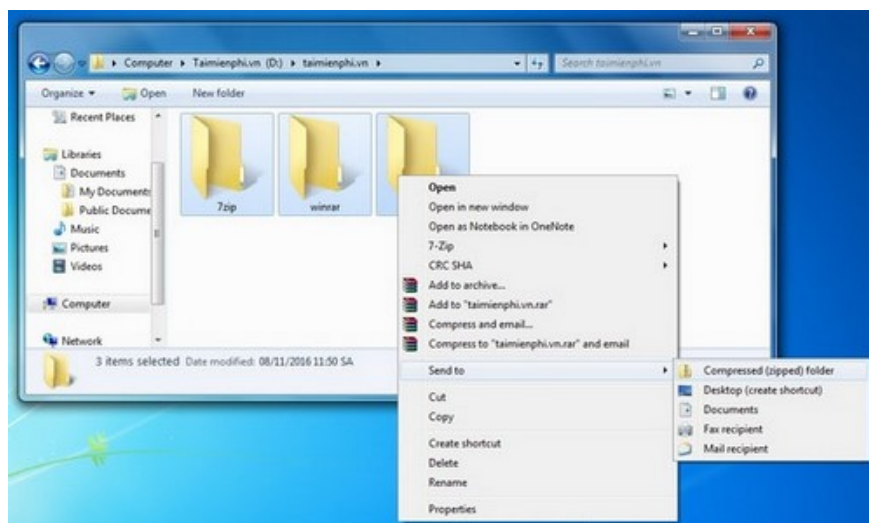 Computer ▸ Taimienphi.vn (D:) ▸ taimienphi.vn ▸
Search taimienphi.vn
Organize Open New folder
Recent Places
Libraries
Documents
My Documents
Public Docume
Music
Pictures
Videos
Computer
Network
7zip
winrar
3 items selected Date modified: 08/11/2016 11:50 SA
Open
Open in new window
Open as Notebook in OneNote
7-Zip
CRC SHA
Add to archive...
Add to "taimienphi.vn.rar"
Compress and email...
Compress to "taimienphi.vn.rar" and email
Send to
Cut
Copy
Create shortcut
Delete
Rename
Properties
Compressed (zipped) folder
Desktop (create shortcut)
Documents
Fax recipient
Mail recipient